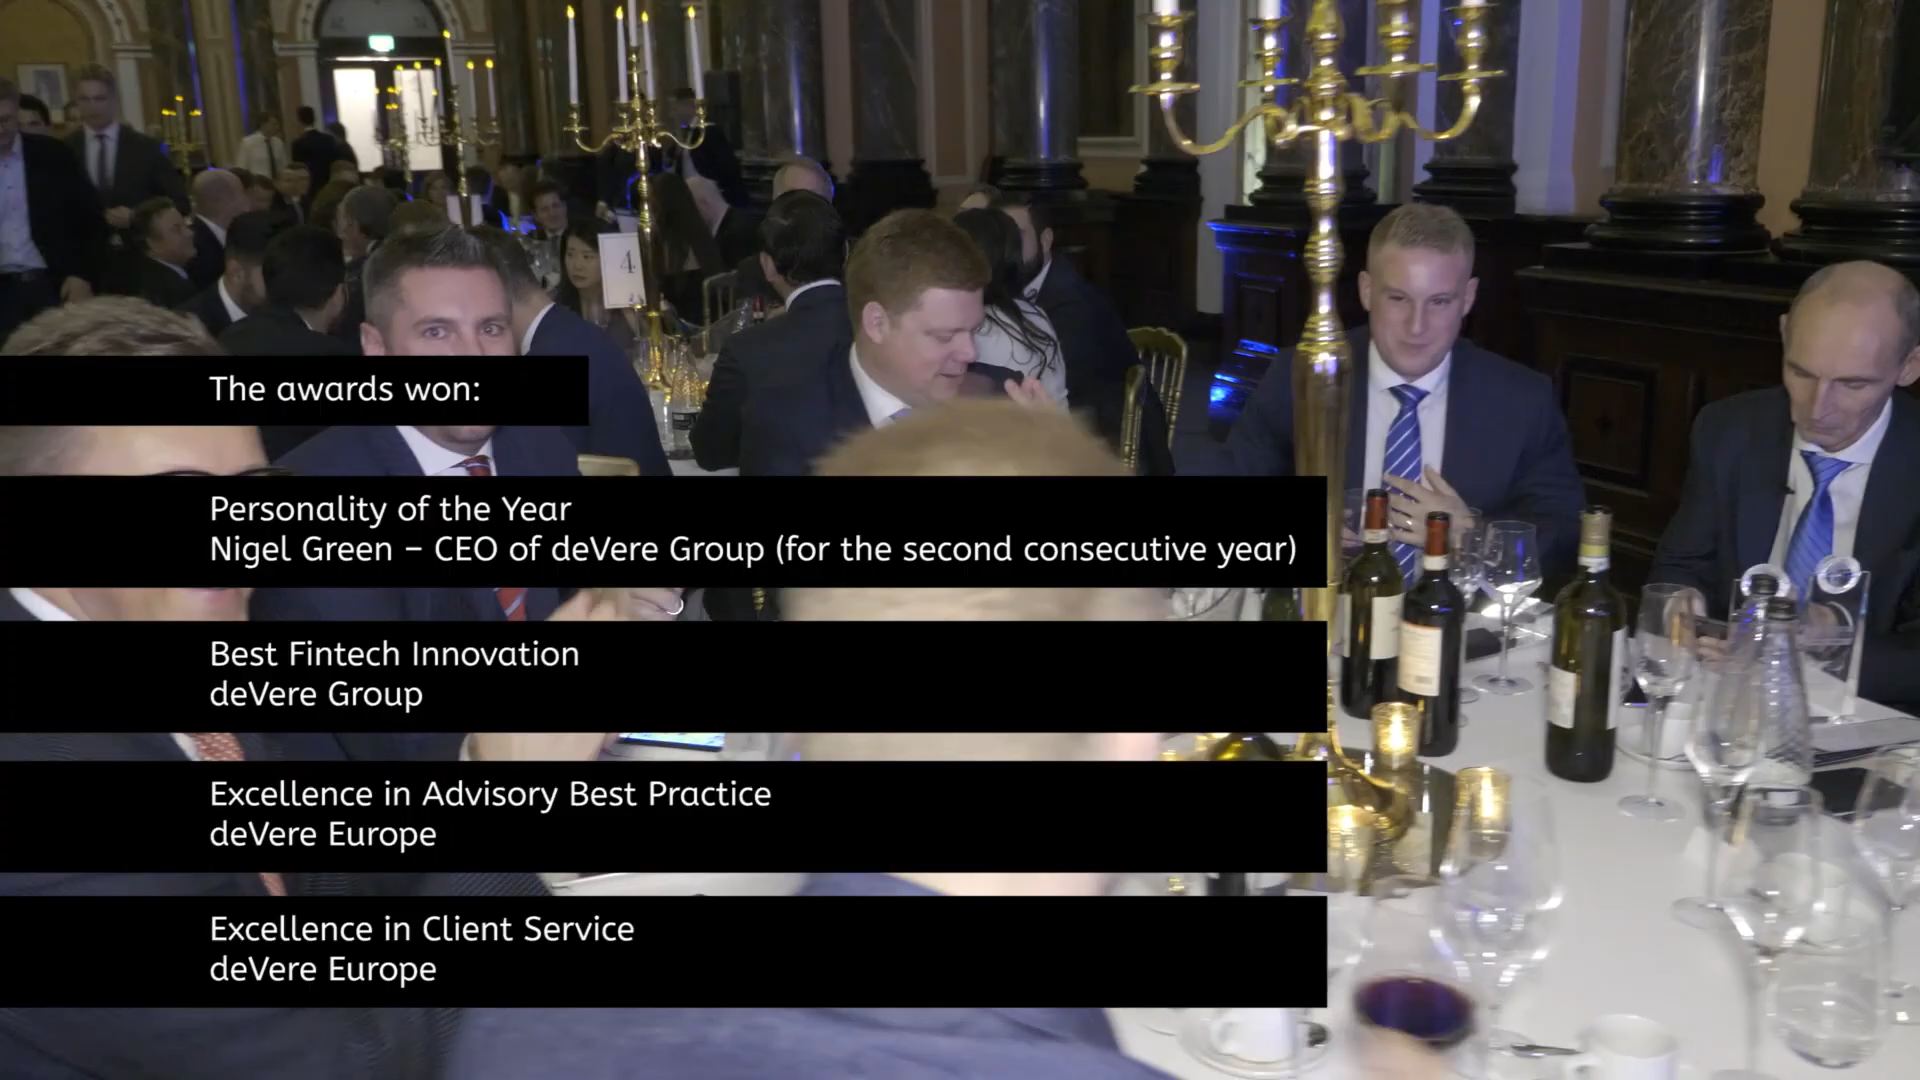 4
The awards won:
Personality of the Year
Nigel Green – CEO of deVere Group (for the second consecutive year)
Best Fintech Innovation
deVere Group
Excellence in Advisory Best Practice
deVere Europe
Excellence in Client Service
deVere Europe